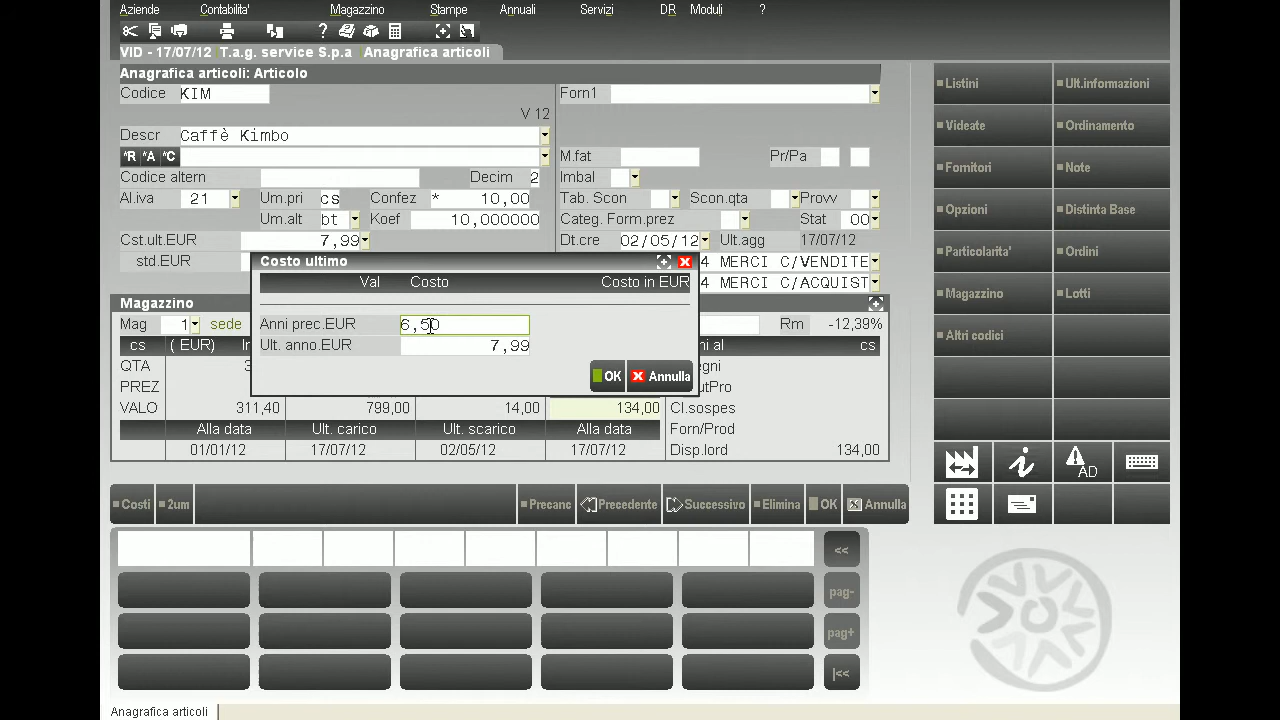 Aziende Contabilita' Magazzino Stampe Annuali Servizi DR Moduli ?
VID - 17/07/12 T.a.g. service S.p.a Anagrafica articoli
Anagrafica articoli: Articolo
Codice KIM Forn1
V 12
Descr Caffè Kimbo
*R *A *C M.fat Pr/Pa
Codice altern Decim 2 Imbal
Al.iva 21 Um.pri cs Confez * 10,00 Tab. Scon Scon.qta Provv
Um.alt bt Koef 10,000000 Categ. Form.prez Stat 00
Cst.ult.EUR 7,99 Dt.cre 02/05/12 Ult.agg 17/07/12
std.EUR 4 MERCI C/VENDITE
4 MERCI C/ACQUIST
Costo ultimo
Val Costo Costo in EUR
Anni prec.EUR 6,50
Ult. anno.EUR 7,99
OK Annulla
Magazzino
Mag 1 sede Rm -12,39%
cs ( EUR) cs
QTA
PREZ
VALO 311,40 799,00 14,00 134,00 Cl.sospes
Alla data Ult. carico Ult. scarico Alla data Forn/Prod
01/01/12 17/07/12 02/05/12 17/07/12 Disp.lord 134,00
Costi 2um Precanc Precedente Successivo Elimina OK Annulla
<<
pag-
pag+
|<<
Listini Ult.informazioni
Videate Ordinamento
Fornitori Note
Opzioni Distinta Base
Particolarita' Ordini
Magazzino Lotti
Altri codici
i AD
Anagrafica articoli